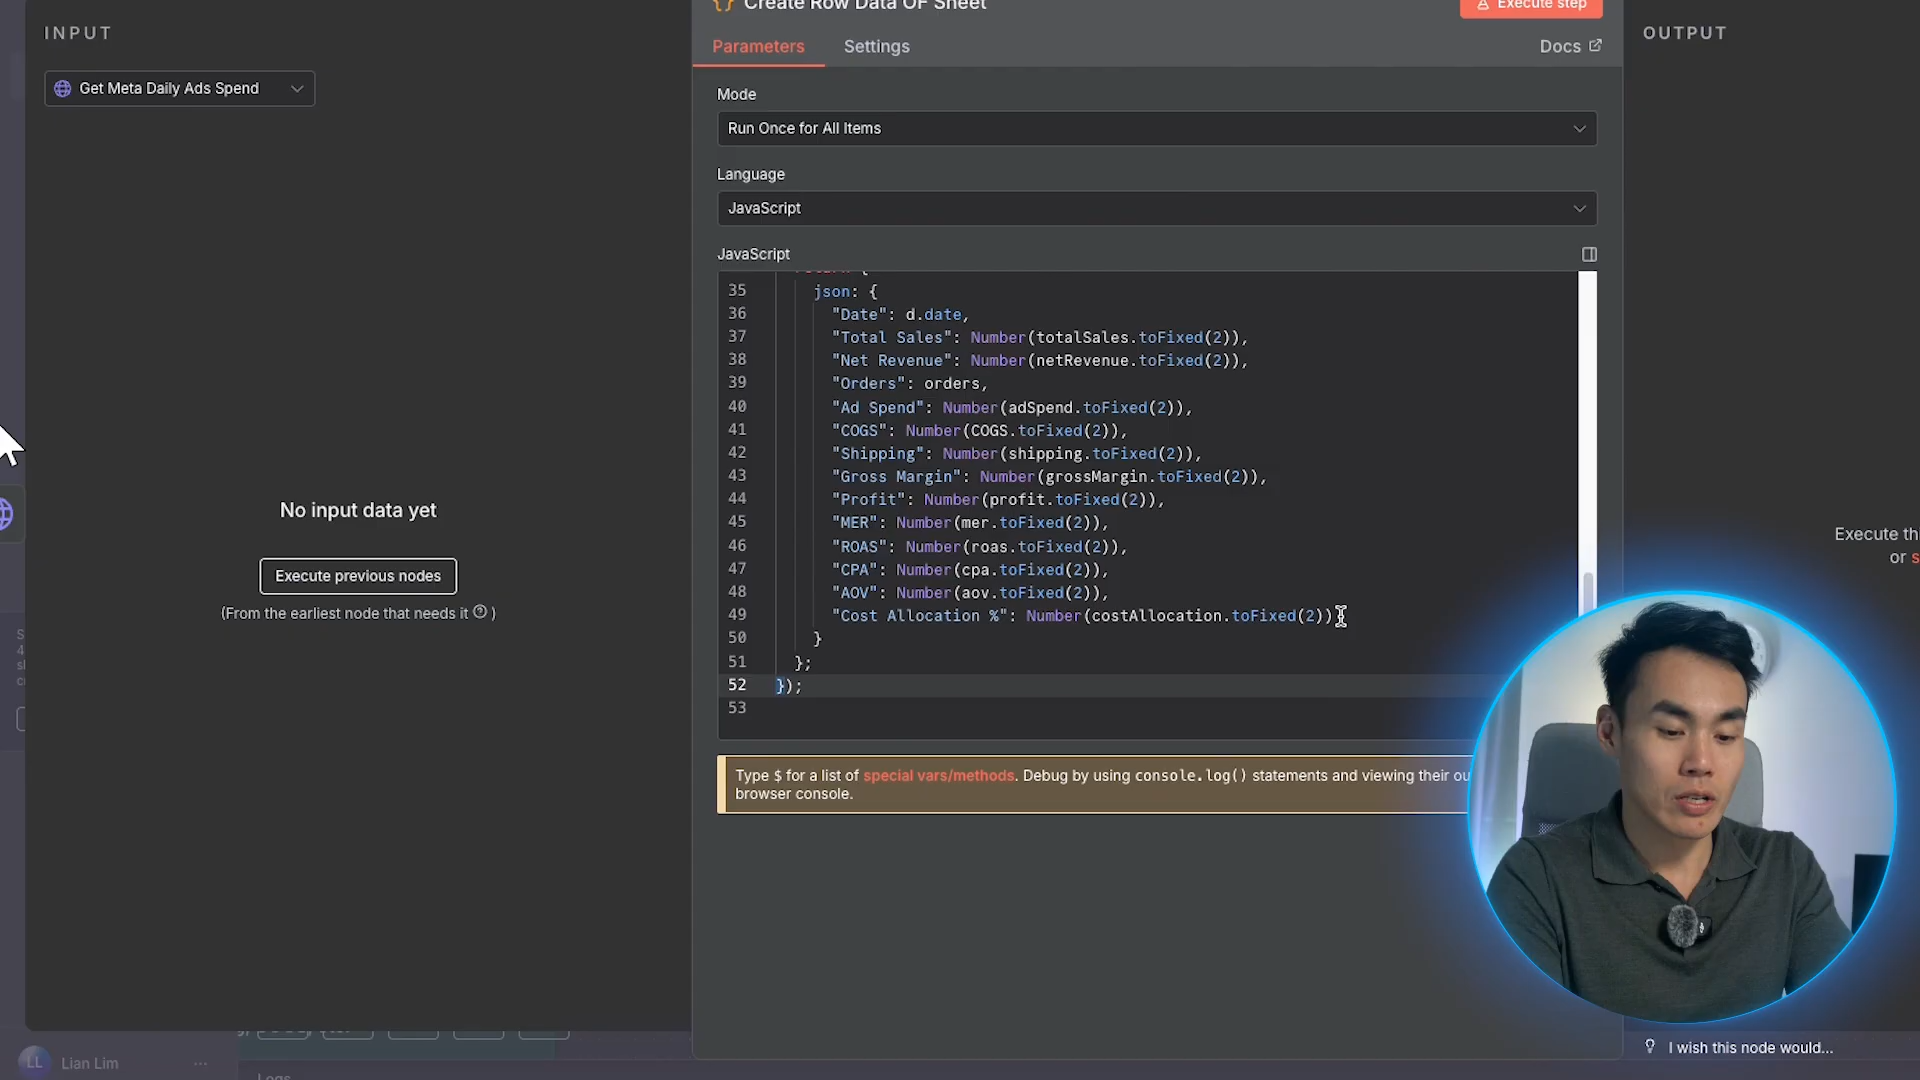 INPUT
Get Meta Daily Ads Spend
No input data yet
Execute previous nodes
(From the earliest node that needs it ? )
{} Create Row Data OF Sheet
Execute step
Parameters
Settings
Docs
Mode
Run Once for All Items
Language
JavaScript
JavaScript
35 json: {
36 "Date": d.date,
37 "Total Sales": Number(totalSales.toFixed(2)),
38 "Net Revenue": Number(netRevenue.toFixed(2)),
39 "Orders": orders,
40 "Ad Spend": Number(adSpend.toFixed(2)),
41 "COGS": Number(COGS.toFixed(2)),
42 "Shipping": Number(shipping.toFixed(2)),
43 "Gross Margin": Number(grossMargin.toFixed(2)),
44 "Profit": Number(profit.toFixed(2)),
45 "MER": Number(mer.toFixed(2)),
46 "ROAS": Number(roas.toFixed(2)),
47 "CPA": Number(cpa.toFixed(2)),
48 "AOV": Number(aov.toFixed(2)),
49 "Cost Allocation %": Number(costAllocation.toFixed(2))
50 }
51 };
52 });
53
Type $ for a list of special vars/methods. Debug by using console.log() statements and viewing their
browser console.
OUTPUT
Execute
or
I wish this node would...
LL Lian Lim ...